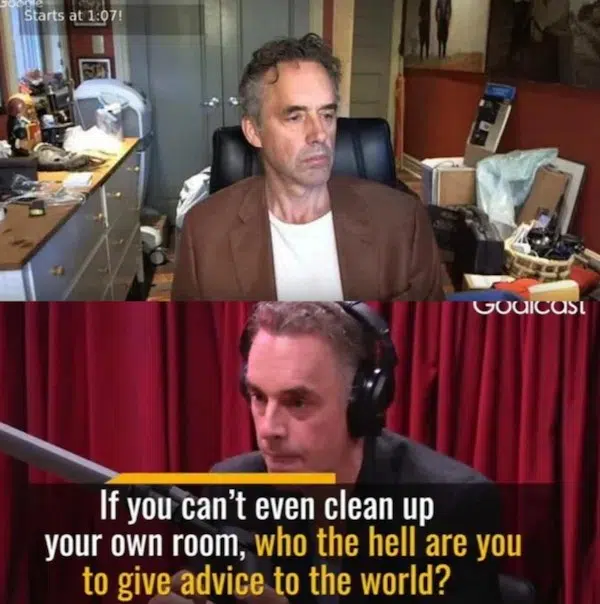 Google
Starts at 1:07!
Goalcast
If you can't even clean up
your own room, who the hell are you
to give advice to the world?